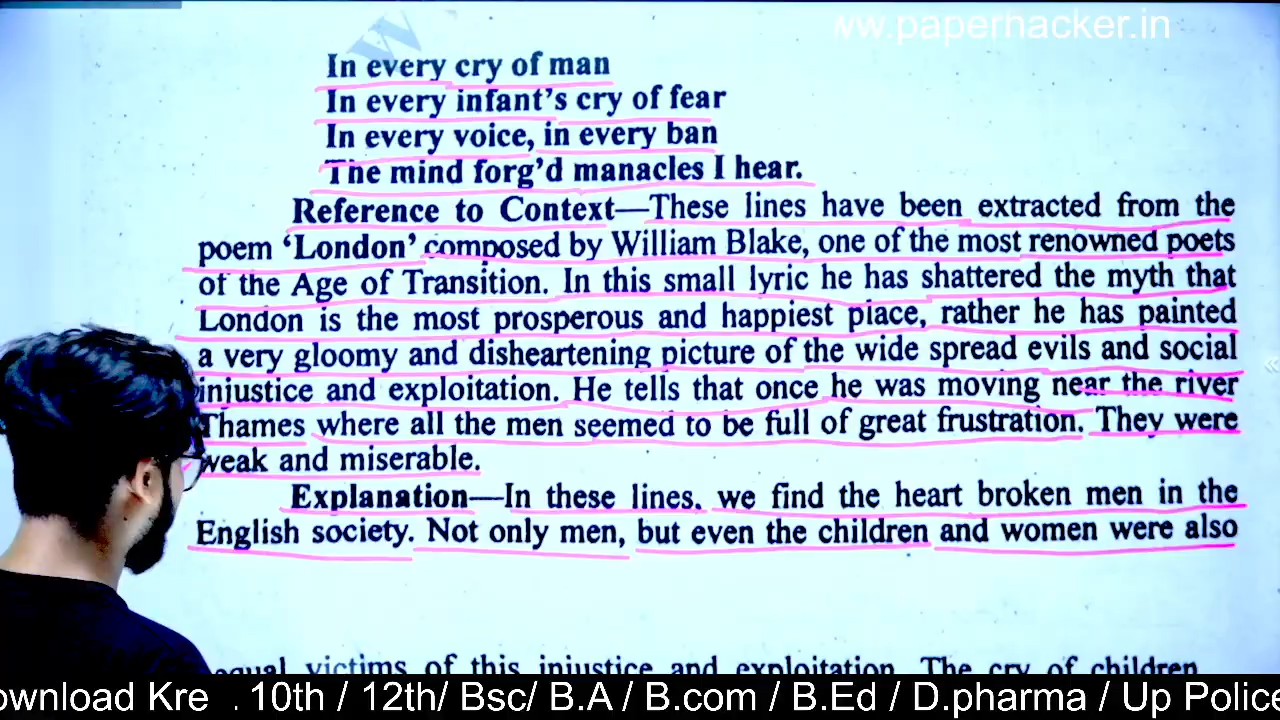 ww.paperhacker.in
W
In every cry of man
In every infant's cry of fear
In every voice, in every ban
The mind forg'd manacles I hear.
Reference to Context—These lines have been extracted from the
poem 'London' composed by William Blake, one of the most renowned poets
of the Age of Transition. In this small lyric he has shattered the myth that
London is the most prosperous and happiest place, rather he has painted
a very gloomy and disheartening picture of the wide spread evils and social
injustice and exploitation. He tells that once he was moving near the river
Thames where all the men seemed to be full of great frustration. They were
weak and miserable.
Explanation—In these lines, we find the heart broken men in the
English society. Not only men, but even the children and women were also
equal victims of this injustice and exploitation. The cry of children
ownload Kre . 10th / 12th/ Bsc/ B.A / B.com / B.Ed / D.pharma / Up Police